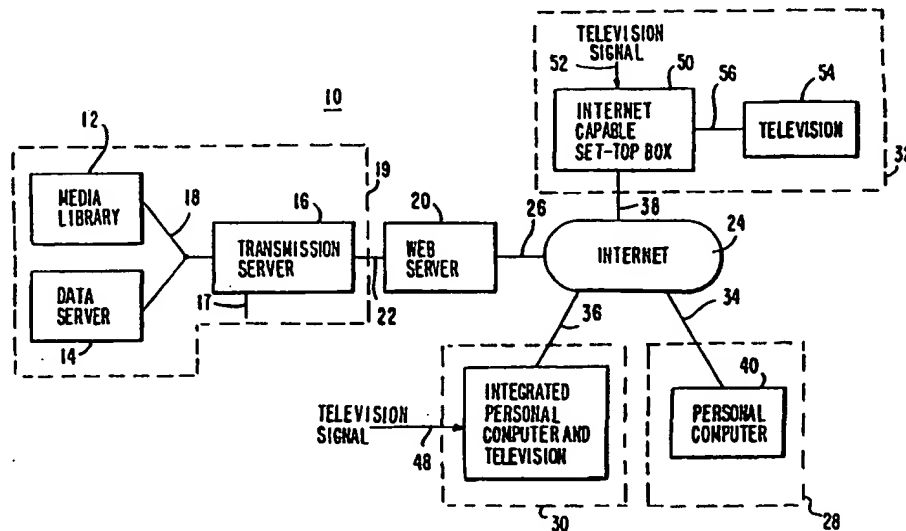 10
TELEVISION
SIGNAL
52
50
56
54
INTERNET
CAPABLE
SET-TOP BOX
TELEVISION
38
12
MEDIA
LIBRARY
18
16
19
TRANSMISSION
SERVER
17
DATA
SERVER
14
20
WEB
SERVER
22
26
INTERNET
24
36
34
TELEVISION
SIGNAL
48
INTEGRATED
PERSONAL
COMPUTER AND
TELEVISION
30
40
PERSONAL
COMPUTER
28